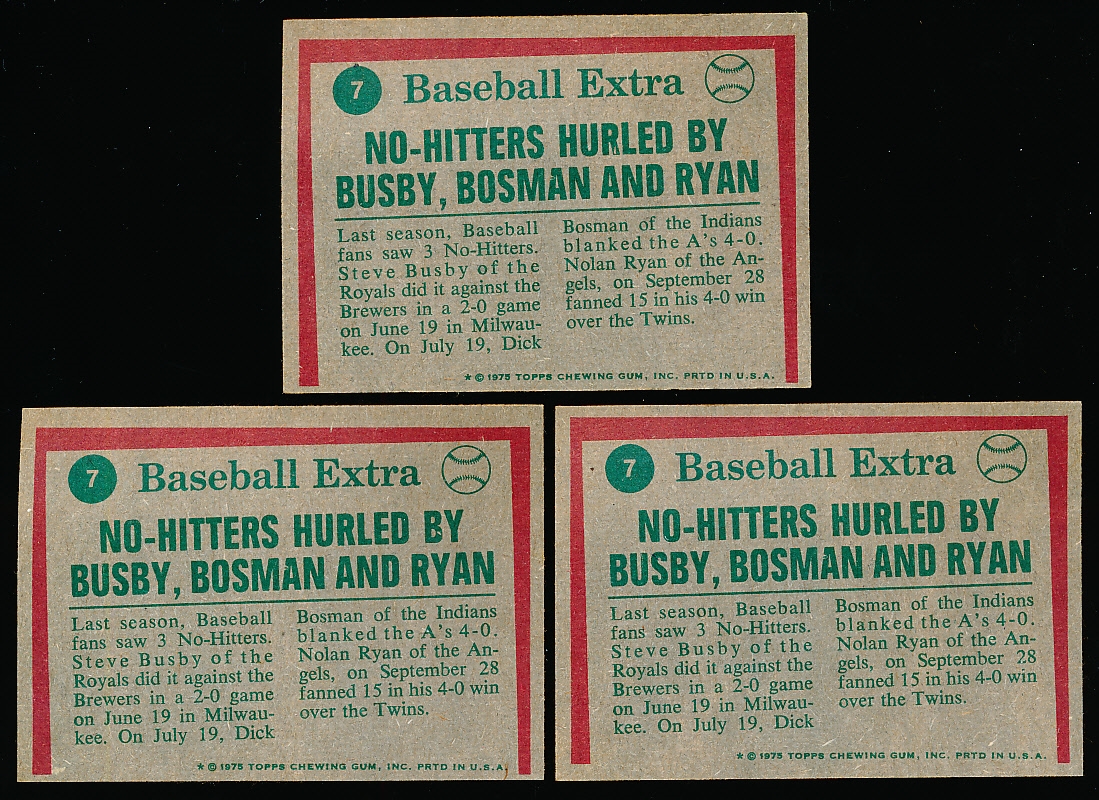 7 Baseball Extra
NO-HITTERS HURLED BY
BUSBY, BOSMAN AND RYAN
Last season, Baseball
fans saw 3 No-Hitters.
Steve Busby of the
Royals did it against the
Brewers in a 2-0 game
on June 19 in Milwau-
kee. On July 19, Dick
Bosman of the Indians
blanked the A's 4-0.
Nolan Ryan of the An-
gels, on September 28
fanned 15 in his 4-0 win
over the Twins.
* © 1975 TOPPS CHEWING GUM, INC. PRTD IN U.S.A.
7 Baseball Extra
NO-HITTERS HURLED BY
BUSBY, BOSMAN AND RYAN
Last season, Baseball
fans saw 3 No-Hitters.
Steve Busby of the
Royals did it against the
Brewers in a 2-0 game
on June 19 in Milwau-
kee. On July 19, Dick
Bosman of the Indians
blanked the A's 4-0.
Nolan Ryan of the An-
gels, on September 28
fanned 15 in his 4-0 win
over the Twins.
* © 1975 TOPPS CHEWING GUM, INC. PRTD IN U.S.A.
7 Baseball Extra
NO-HITTERS HURLED BY
BUSBY, BOSMAN AND RYAN
Last season, Baseball
fans saw 3 No-Hitters.
Steve Busby of the
Royals did it against the
Brewers in a 2-0 game
on June 19 in Milwau-
kee. On July 19, Dick
Bosman of the Indians
blanked the A's 4-0.
Nolan Ryan of the An-
gels, on September 28
fanned 15 in his 4-0 win
over the Twins.
* © 1975 TOPPS CHEWING GUM, INC. PRTD IN U.S.A.